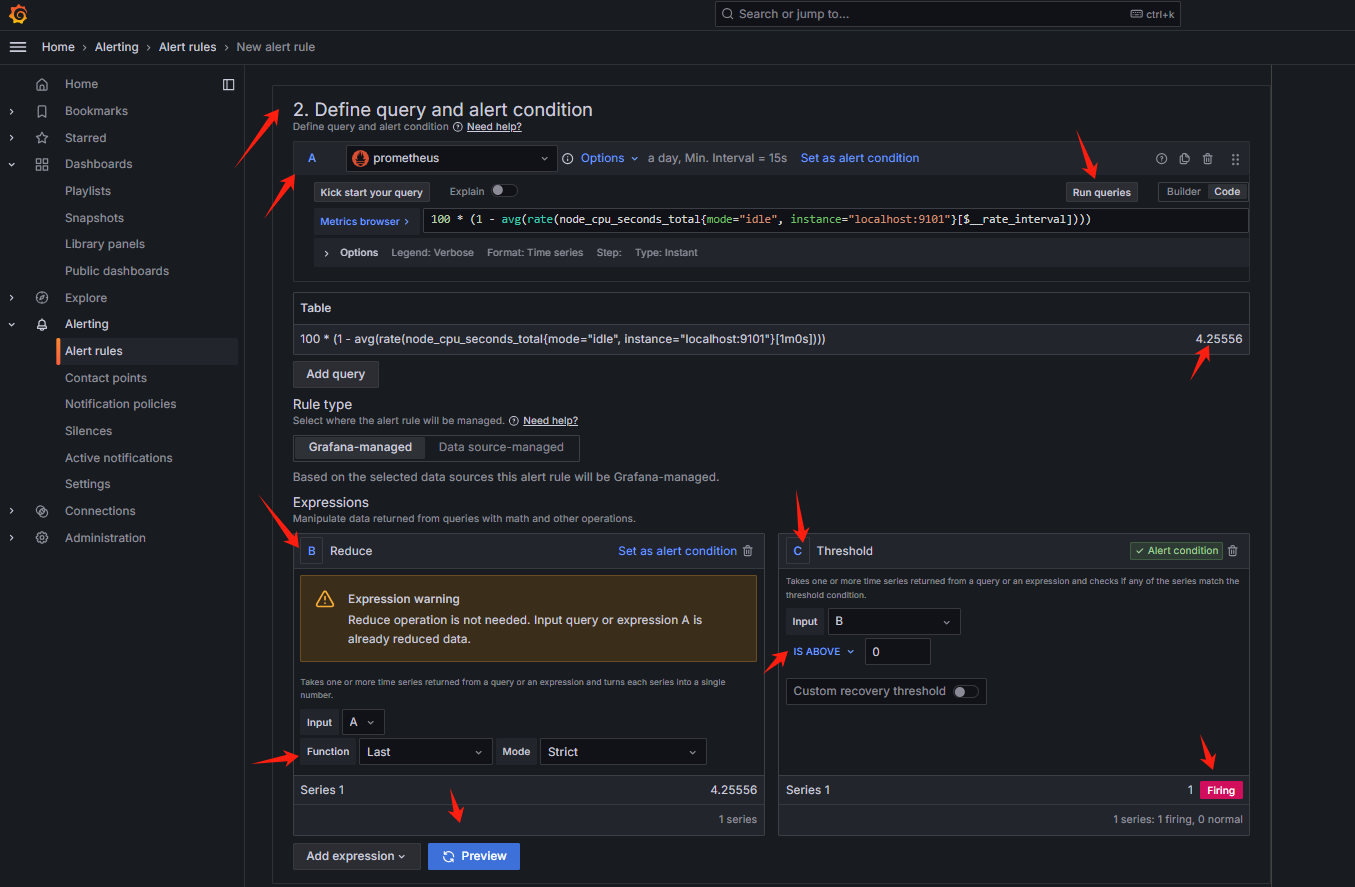 Search or jump to...
ctrl+k
Home › Alerting › Alert rules › New alert rule
Home
Bookmarks
Starred
Dashboards
Playlists
Snapshots
Library panels
Public dashboards
Explore
Alerting
Alert rules
Contact points
Notification policies
Silences
Active notifications
Settings
Connections
Administration
2. Define query and alert condition
Define query and alert condition Need help?
A prometheus Options a day, Min. Interval = 15s Set as alert condition
Kick start your query Explain Run queries Builder Code
Metrics browser > 100 * (1 - avg(rate(node_cpu_seconds_total{mode="idle", instance="localhost:9101"}[$__rate_interval])))
Options Legend: Verbose Format: Time series Step: Type: Instant
Table
100 * (1 - avg(rate(node_cpu_seconds_total{mode="idle", instance="localhost:9101"}[1m0s]))) 4.25556
Add query
Rule type
Select where the alert rule will be managed. Need help?
Grafana-managed Data source-managed
Based on the selected data sources this alert rule will be Grafana-managed.
Expressions
Manipulate data returned from queries with math and other operations.
B Reduce Set as alert condition
Expression warning
Reduce operation is not needed. Input query or expression A is
already reduced data.
Takes one or more time series returned from a query or an expression and turns each series into a single
number.
Input A
Function Last Mode Strict
Series 1 4.25556
1 series
C Threshold Alert condition
Takes one or more time series returned from a query or an expression and checks if any of the series match the
threshold condition.
Input B
IS ABOVE 0
Custom recovery threshold
Series 1 1 Firing
1 series: 1 firing, 0 normal
Add expression Preview